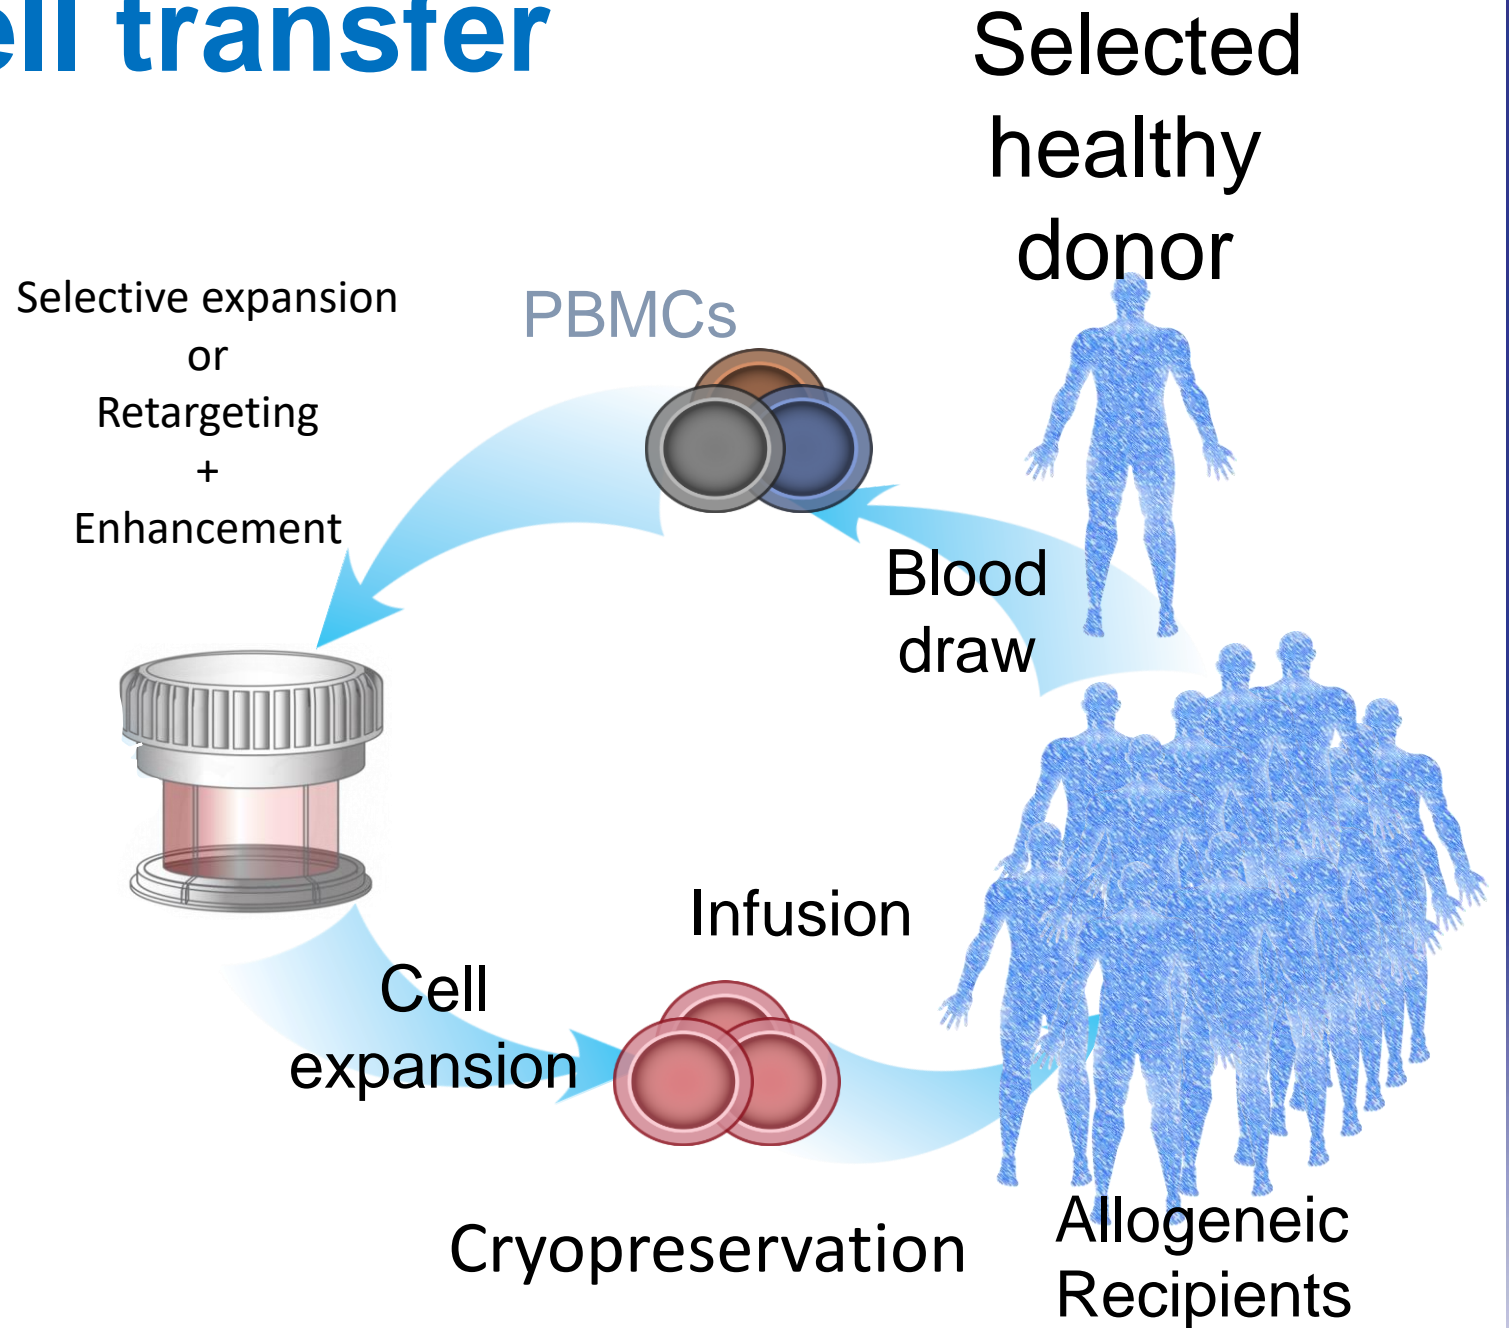 ell transfer
Selected
healthy
donor
Selective expansion
or
Retargeting
+
Enhancement
PBMCs
Blood
draw
Infusion
Cell
expansion
Cryopreservation
Allogeneic
Recipients